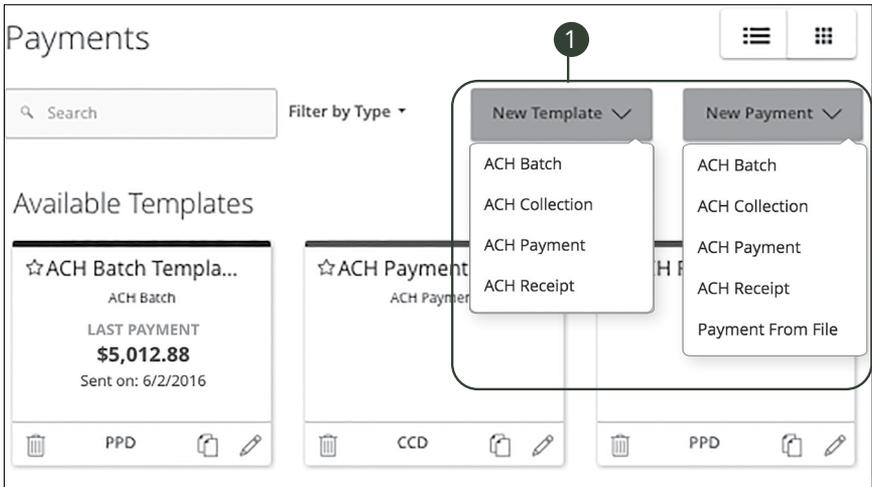 Payments
1
Search
Filter by Type
New Template
New Payment
ACH Batch
ACH Collection
ACH Payment
ACH Receipt
ACH Batch
ACH Collection
ACH Payment
ACH Receipt
Payment From File
Available Templates
ACH Batch Templa...
ACH Batch
LAST PAYMENT
$5,012.88
Sent on: 6/2/2016
PPD
ACH Payment
ACH
CCD
PPD